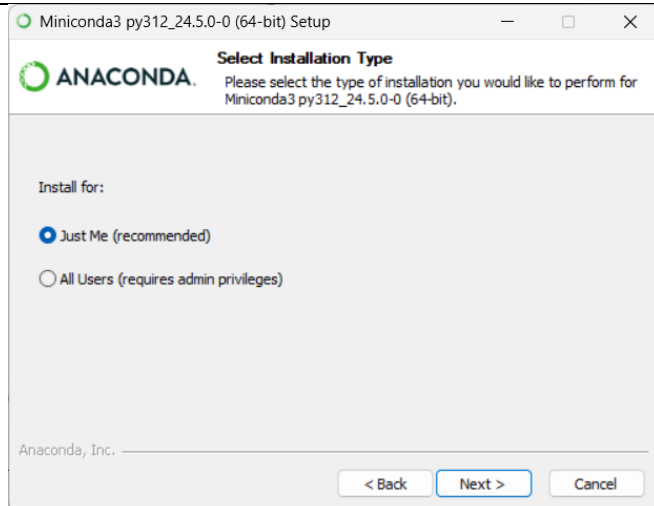 Miniconda3 py312_24.5.0-0 (64-bit) Setup
ANACONDA.
Select Installation Type
Please select the type of installation you would like to perform for
Miniconda3 py312_24.5.0-0 (64-bit).
Install for:
Just Me (recommended)
All Users (requires admin privileges)
Anaconda, Inc.
< Back
Next >
Cancel